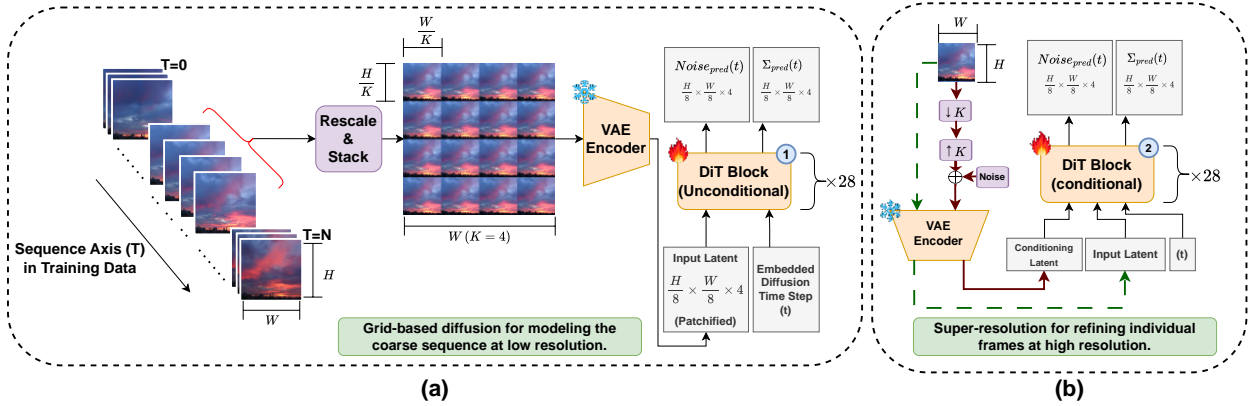 T=0
Sequence Axis (T)
in Training Data
T=N
H
W
Rescale
&
Stack
W/K
H/K
W (K = 4)
VAE
Encoder
Noise_pred(t)
H/8 × W/8 × 4
Σ_pred(t)
H/8 × W/8 × 4
1
DiT Block
(Unconditional)
×28
Input Latent
H/8 × W/8 × 4
(Patchified)
Embedded
Diffusion
Time Step
(t)
Grid-based diffusion for modeling the
coarse sequence at low resolution.
(a)
W
H
↓ K
↑ K
Noise
VAE
Encoder
Noise_pred(t)
H/8 × W/8 × 4
Σ_pred(t)
H/8 × W/8 × 4
2
DiT Block
(conditional)
×28
Conditioning
Latent
Input Latent
(t)
Super-resolution for refining individual
frames at high resolution.
(b)